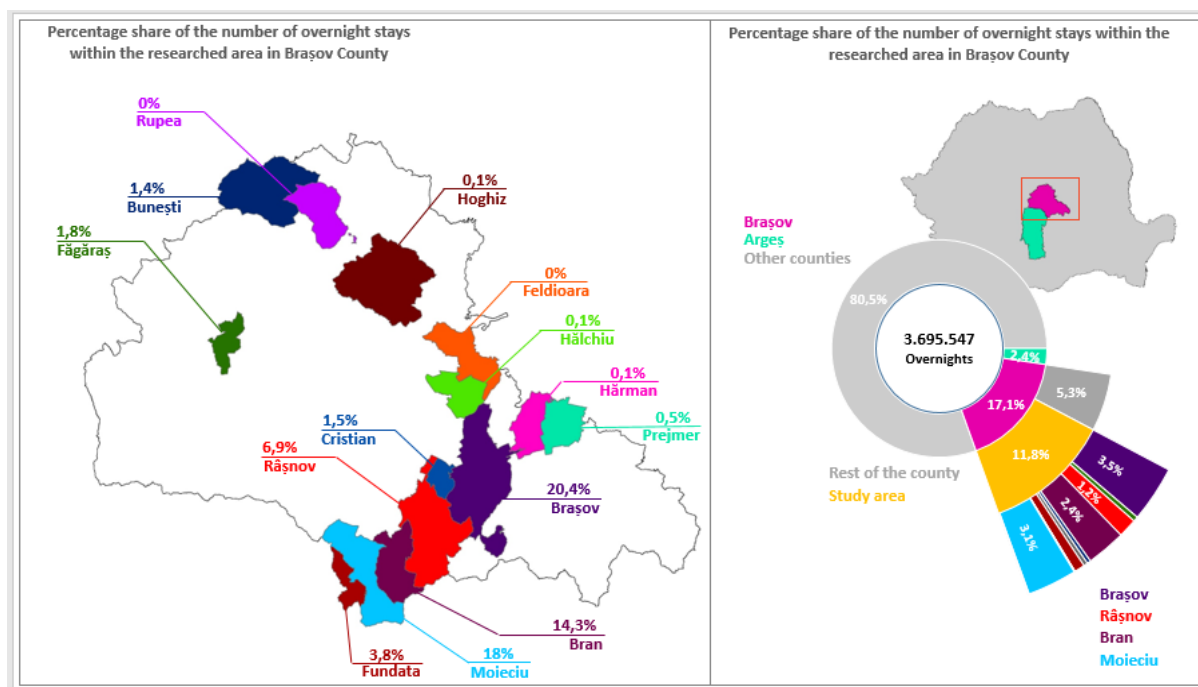 Percentage share of the number of overnight stays
within the researched area in Brașov County
0%
Rupea
1,4%
Bunești
0,1%
Hoghiz
1,8%
Făgăraș
0%
Feldioara
0,1%
Hălchiu
0,1%
Hărman
0,5%
Prejmer
1,5%
Cristian
6,9%
Râșnov
20,4%
Brașov
14,3%
Bran
3,8%
Fundata
18%
Moieciu
Percentage share of the number of overnight stays within the
researched area in Brașov County
Brașov
Argeș
Other counties
80,5%
3.695.547
Overnights
2,4%
17,1%
5,3%
Rest of the county
Study area
11,8%
3,5%
1,2%
2,4%
3,1%
Brașov
Râșnov
Bran
Moieciu